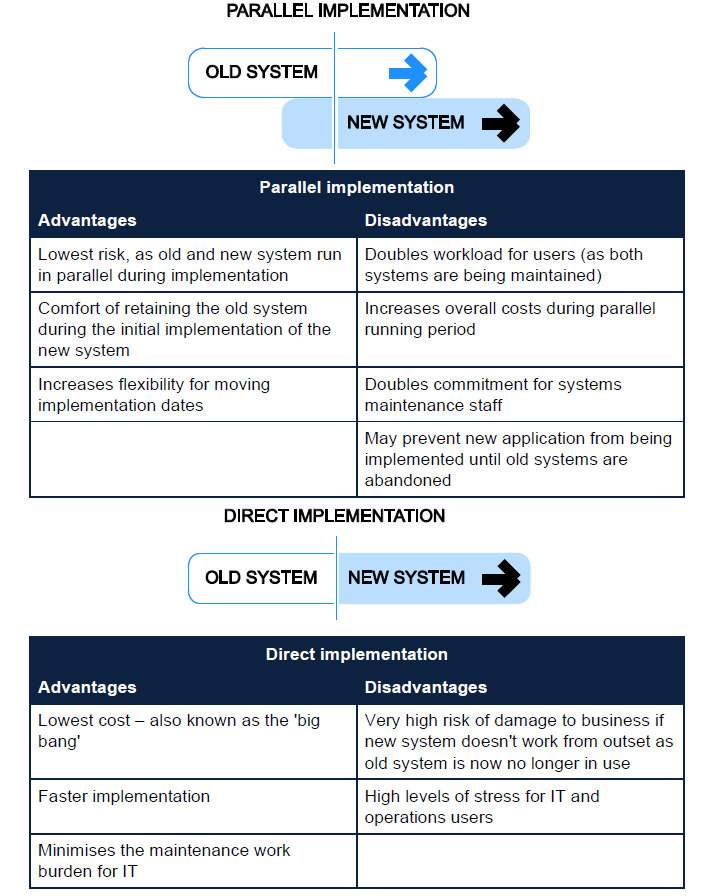 PARALLEL IMPLEMENTATION
OLD SYSTEM
NEW SYSTEM
Parallel implementation
Advantages
Disadvantages
Lowest risk, as old and new system run
in parallel during implementation
Doubles workload for users (as both
systems are being maintained)
Comfort of retaining the old system
during the initial implementation of the
new system
Increases overall costs during parallel
running period
Increases flexibility for moving
implementation dates
Doubles commitment for systems
maintenance staff
May prevent new application from being
implemented until old systems are
abandoned
DIRECT IMPLEMENTATION
OLD SYSTEM
NEW SYSTEM
Direct implementation
Advantages
Disadvantages
Lowest cost – also known as the 'big
bang'
Very high risk of damage to business if
new system doesn't work from outset as
old system is now no longer in use
Faster implementation
High levels of stress for IT and
operations users
Minimises the maintenance work
burden for IT